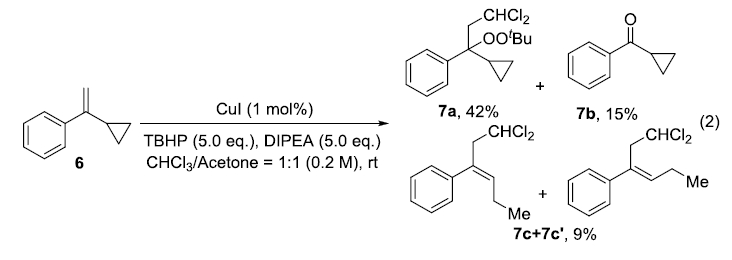 CHCl2
OOtBu
O
+
7a, 42%
7b, 15%
CuI (1 mol%)
TBHP (5.0 eq.), DIPEA (5.0 eq.)
CHCl3/Acetone = 1:1 (0.2 M), rt
6
(2)
CHCl2
CHCl2
+
Me
Me
7c+7c', 9%